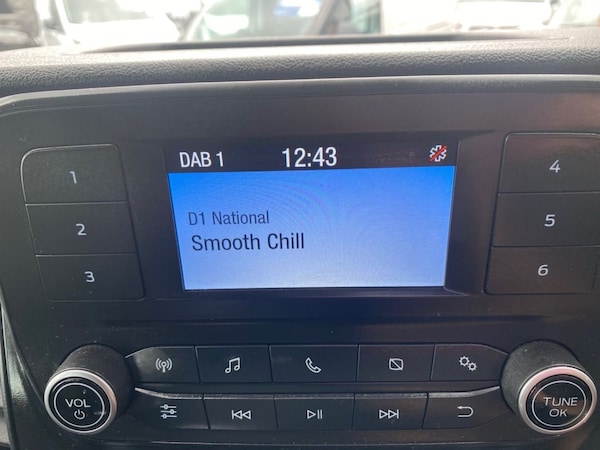 DAB 1 12:43
D1 National
Smooth Chill
1
2
3
4
5
6
VOL
TUNE
OK